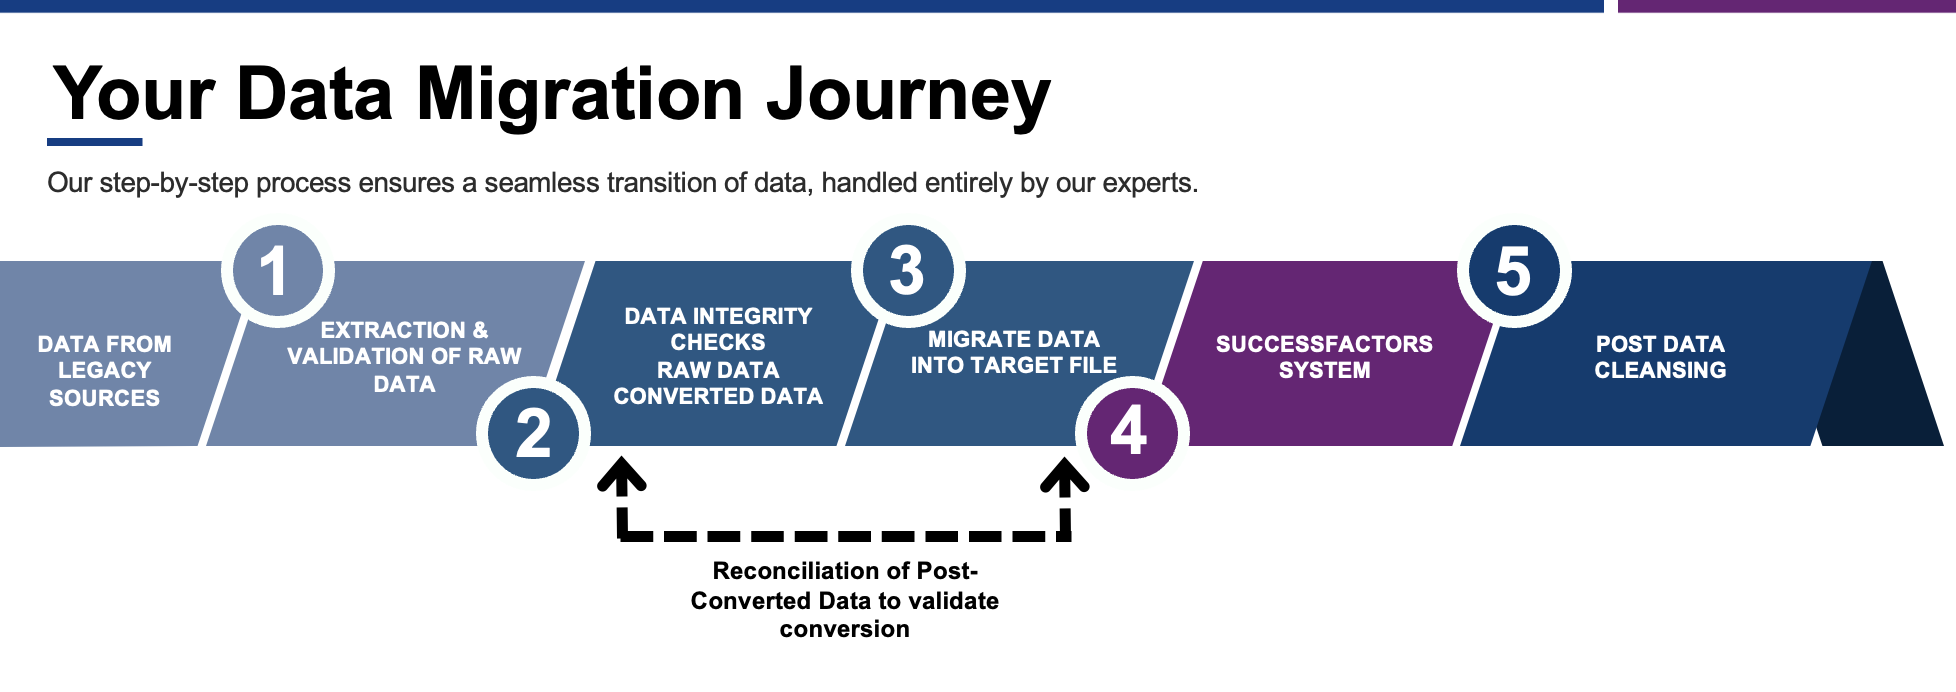 Your Data Migration Journey
Our step-by-step process ensures a seamless transition of data, handled entirely by our experts.
DATA FROM
LEGACY
SOURCES
1
EXTRACTION &
VALIDATION OF RAW
DATA
2
DATA INTEGRITY
CHECKS
RAW DATA
CONVERTED DATA
3
MIGRATE DATA
INTO TARGET FILE
4
SUCCESSFACTORS
SYSTEM
5
POST DATA
CLEANSING
Reconciliation of Post-
Converted Data to validate
conversion